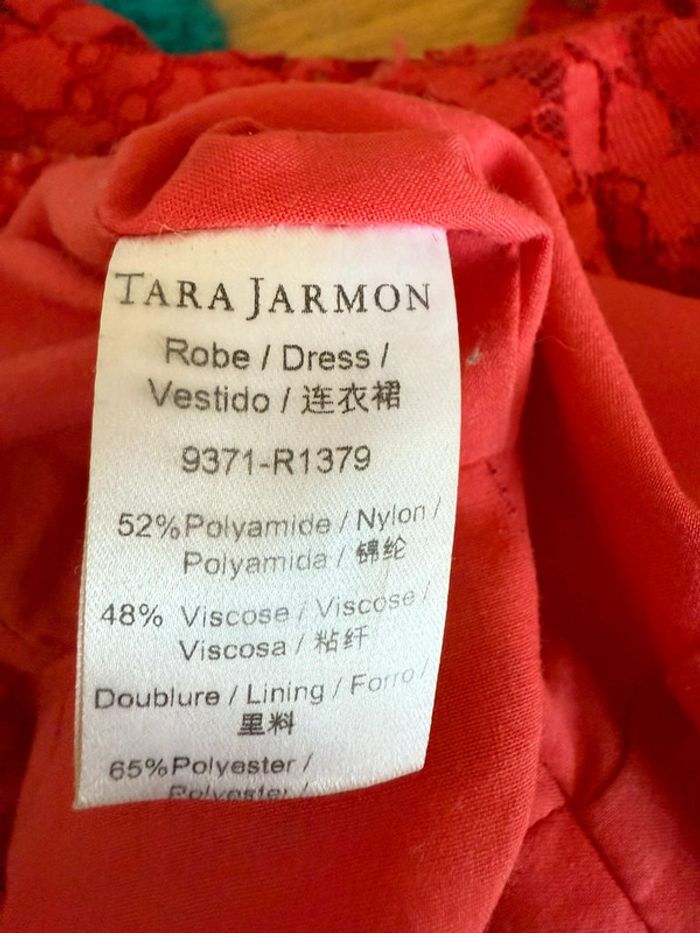 TARA JARMON
Robe / Dress /
Vestido / 连衣裙
9371-R1379
52%Polyamide / Nylon /
Polyamida / 锦纶
48% Viscose / Viscose /
Viscosa / 粘纤
Doublure / Lining / Forro /
里料
65%Polyester /
Polyester /